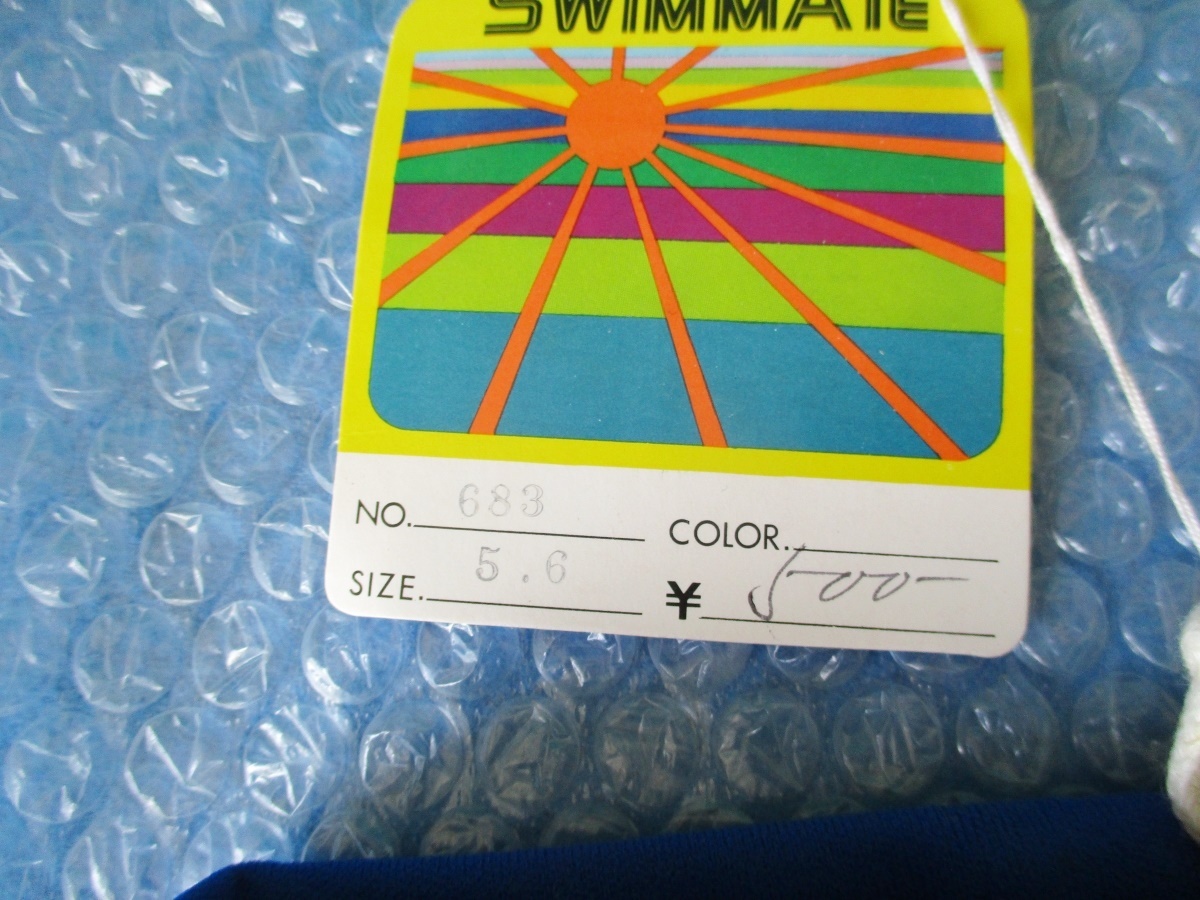 SWIMMATE
NO. 683 COLOR.
SIZE. 5.6 ¥ 500-